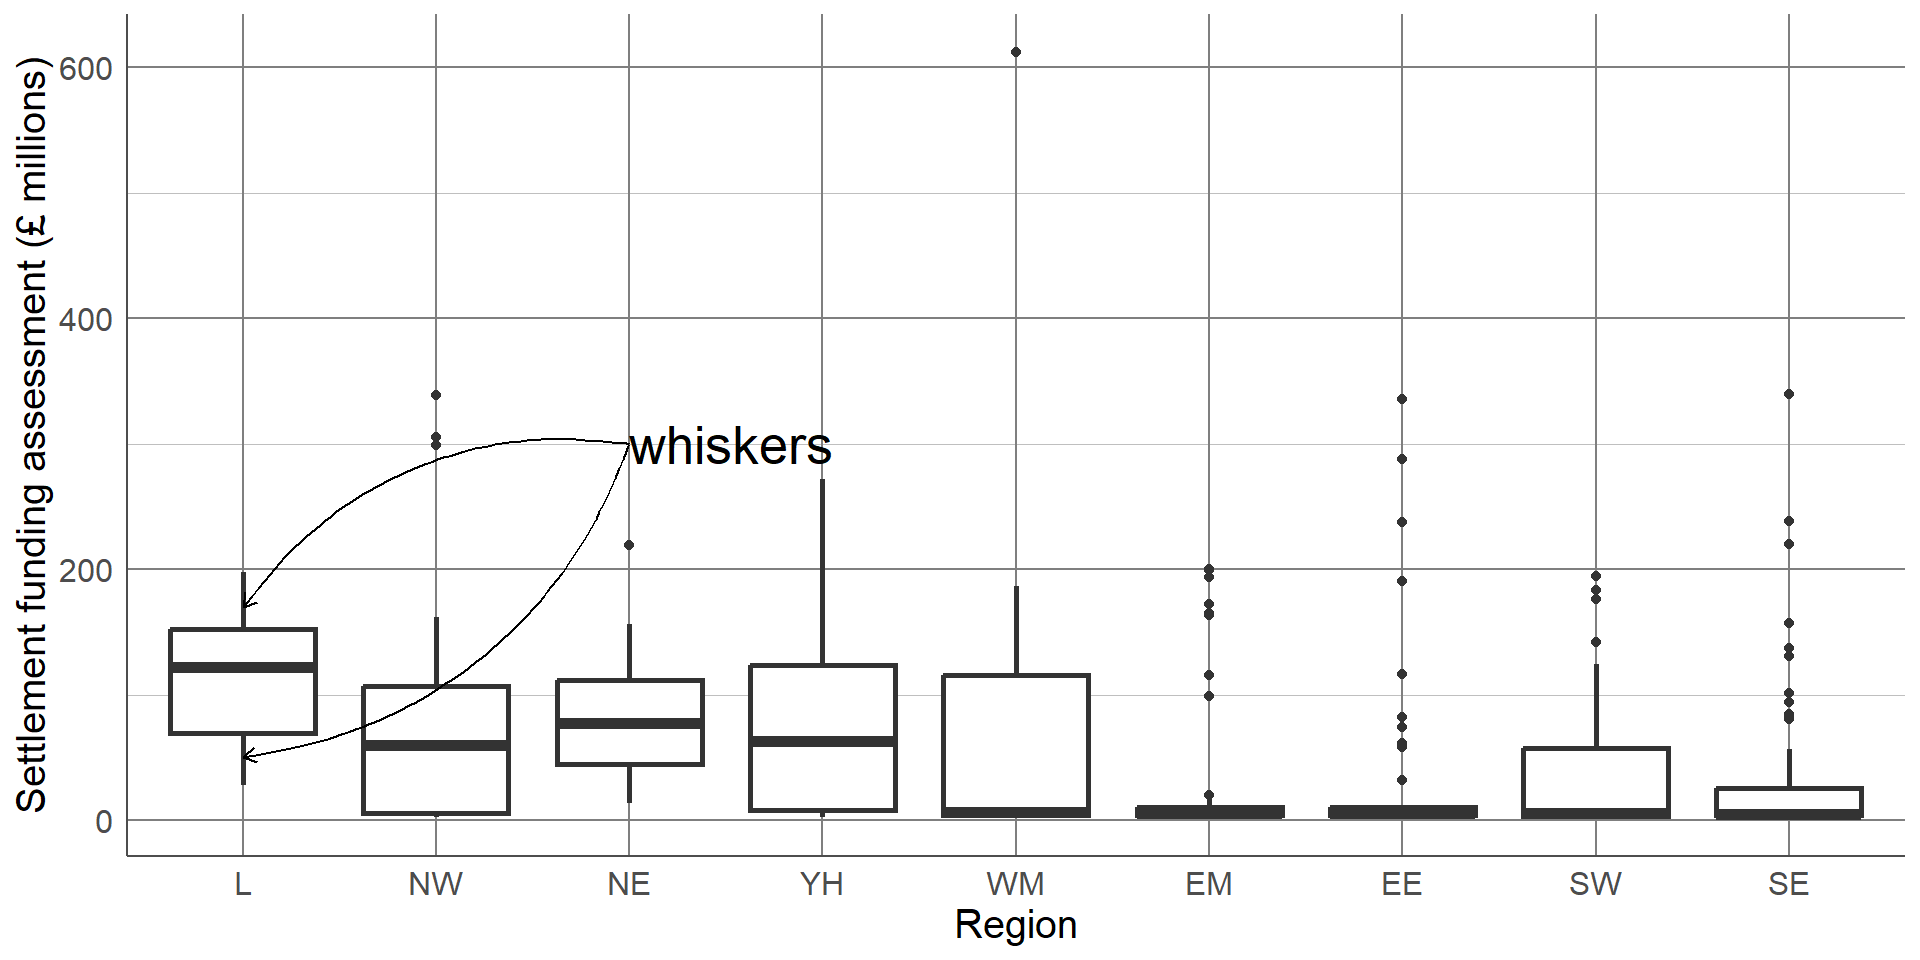 Settlement funding assessment (£ millions)
600
400
200
0
whiskers
L NW NE YH WM EM EE SW SE
Region